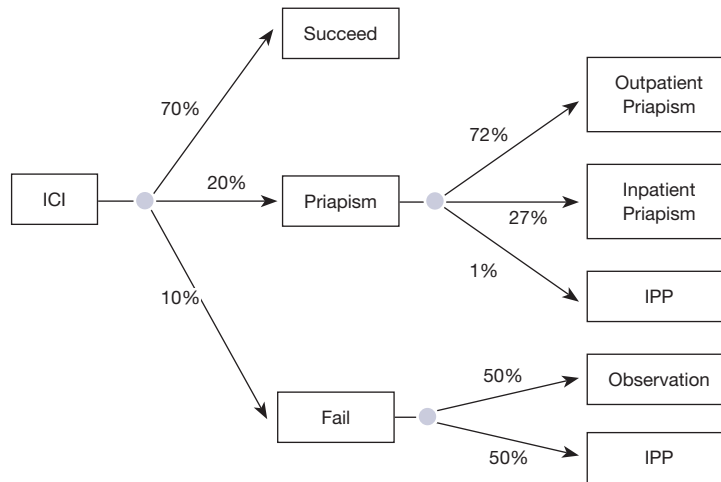 Succeed
Outpatient
Priapism
70%
72%
ICI
20%
Priapism
27%
Inpatient
Priapism
1%
IPP
10%
50%
Observation
Fail
50%
IPP